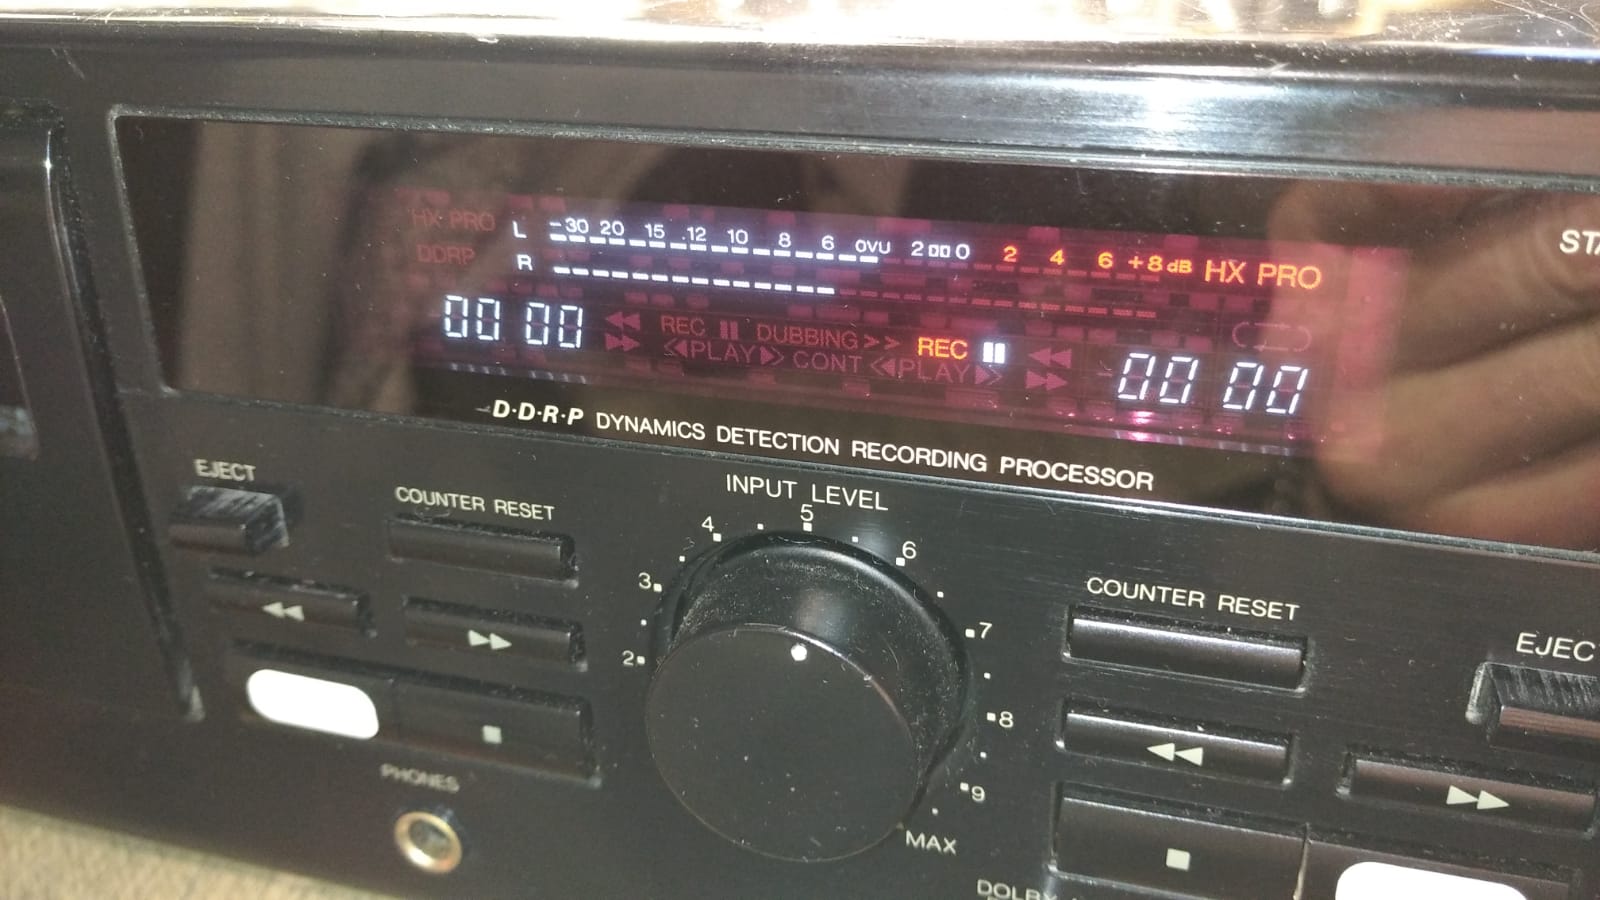 HX PRO
DDRP
L -30 20 15 12 10 8 6 0VU 2 0 2 4 6 +8dB HX PRO
R
00 00 REC DUBBING>> REC 00 00
PLAY CONT PLAY
STA
D·D·R·P DYNAMICS DETECTION RECORDING PROCESSOR
EJECT
COUNTER RESET
INPUT LEVEL
2 3 4 5 6 7 8 9
MAX
COUNTER RESET
EJEC
PHONES
DOLBY